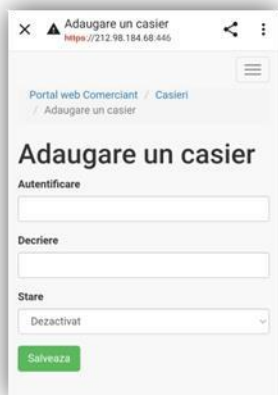 Adaugare un casier
https://212.98.184.68:446
Portal web Comerciant / Casieri
/ Adaugare un casier
Adaugare un casier
Autentificare
Decriere
Stare
Dezactivat
Salveaza